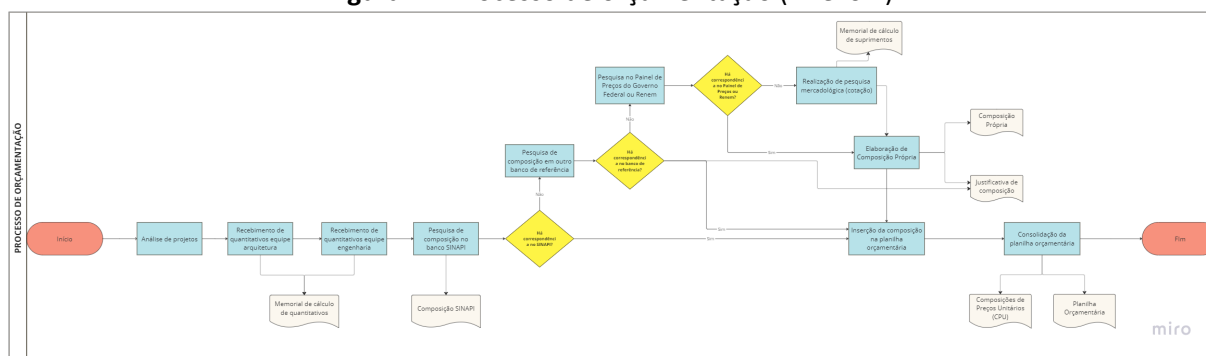 PROCESSO DE ORÇAMENTAÇÃO
Início
Análise de projetos
Recebimento de
quantitativos equipe
arquitetura
Recebimento de
quantitativos equipe
engenharia
Memorial de cálculo
de quantitativos
Pesquisa de
composição no
banco SINAPI
Composição SINAPI
Há
correspondênci
a no SINAPI?
Não
Sim
Pesquisa de
composição em outro
banco de referência
Há
correspondênci
a no banco de
referência?
Não
Sim
Pesquisa no Painel de
Preços do Governo
Federal ou Renem
Há
correspondênci
a no Painel de
Preços ou
Renem?
Não
Sim
Realização de pesquisa
mercadológica (cotação)
Memorial de cálculo
de suprimentos
Elaboração de
Composição Própria
Composição
Própria
Justificativa de
composição
Inserção da composição
na planilha
orçamentária
Consolidação da
planilha orçamentária
Composições de
Preços Unitários
(CPU)
Planilha
Orçamentária
Fim
miro